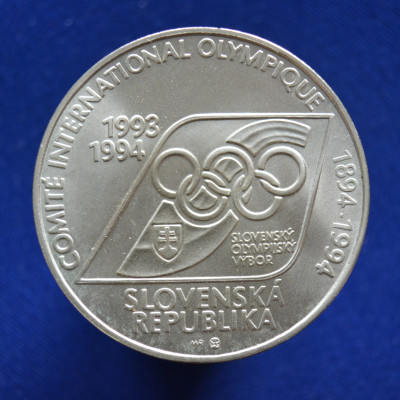 COMITÉ INTERNATIONAL OLYMPIQUE
1894-1994
1993
1994
SLOVENSKÝ
OLYMPIJSKÝ
VÝBOR
SLOVENSKÁ
REPUBLIKA